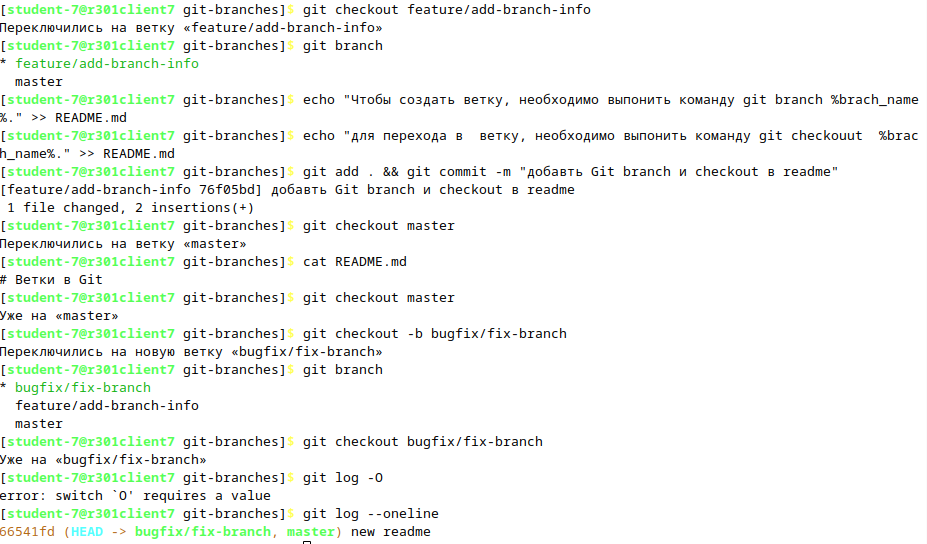 [student-7@r301client7 git-branches]$ git checkout feature/add-branch-info
Переключились на ветку «feature/add-branch-info»
[student-7@r301client7 git-branches]$ git branch
* feature/add-branch-info
  master
[student-7@r301client7 git-branches]$ echo "Чтобы создать ветку, необходимо выпонить команду git branch %brach_name
%." >> README.md
[student-7@r301client7 git-branches]$ echo "для перехода в  ветку, необходимо выпонить команду git checkouut  %brac
h_name%." >> README.md
[student-7@r301client7 git-branches]$ git add . && git commit -m "добавть Git branch и checkout в readme"
[feature/add-branch-info 76f05bd] добавть Git branch и checkout в readme
 1 file changed, 2 insertions(+)
[student-7@r301client7 git-branches]$ git checkout master
Переключились на ветку «master»
[student-7@r301client7 git-branches]$ cat README.md
# Ветки в Git
[student-7@r301client7 git-branches]$ git checkout master
Уже на «master»
[student-7@r301client7 git-branches]$ git checkout -b bugfix/fix-branch
Переключились на новую ветку «bugfix/fix-branch»
[student-7@r301client7 git-branches]$ git branch
* bugfix/fix-branch
  feature/add-branch-info
  master
[student-7@r301client7 git-branches]$ git checkout bugfix/fix-branch
Уже на «bugfix/fix-branch»
[student-7@r301client7 git-branches]$ git log -O
error: switch `O' requires a value
[student-7@r301client7 git-branches]$ git log --oneline
66541fd (HEAD -> bugfix/fix-branch, master) new readme